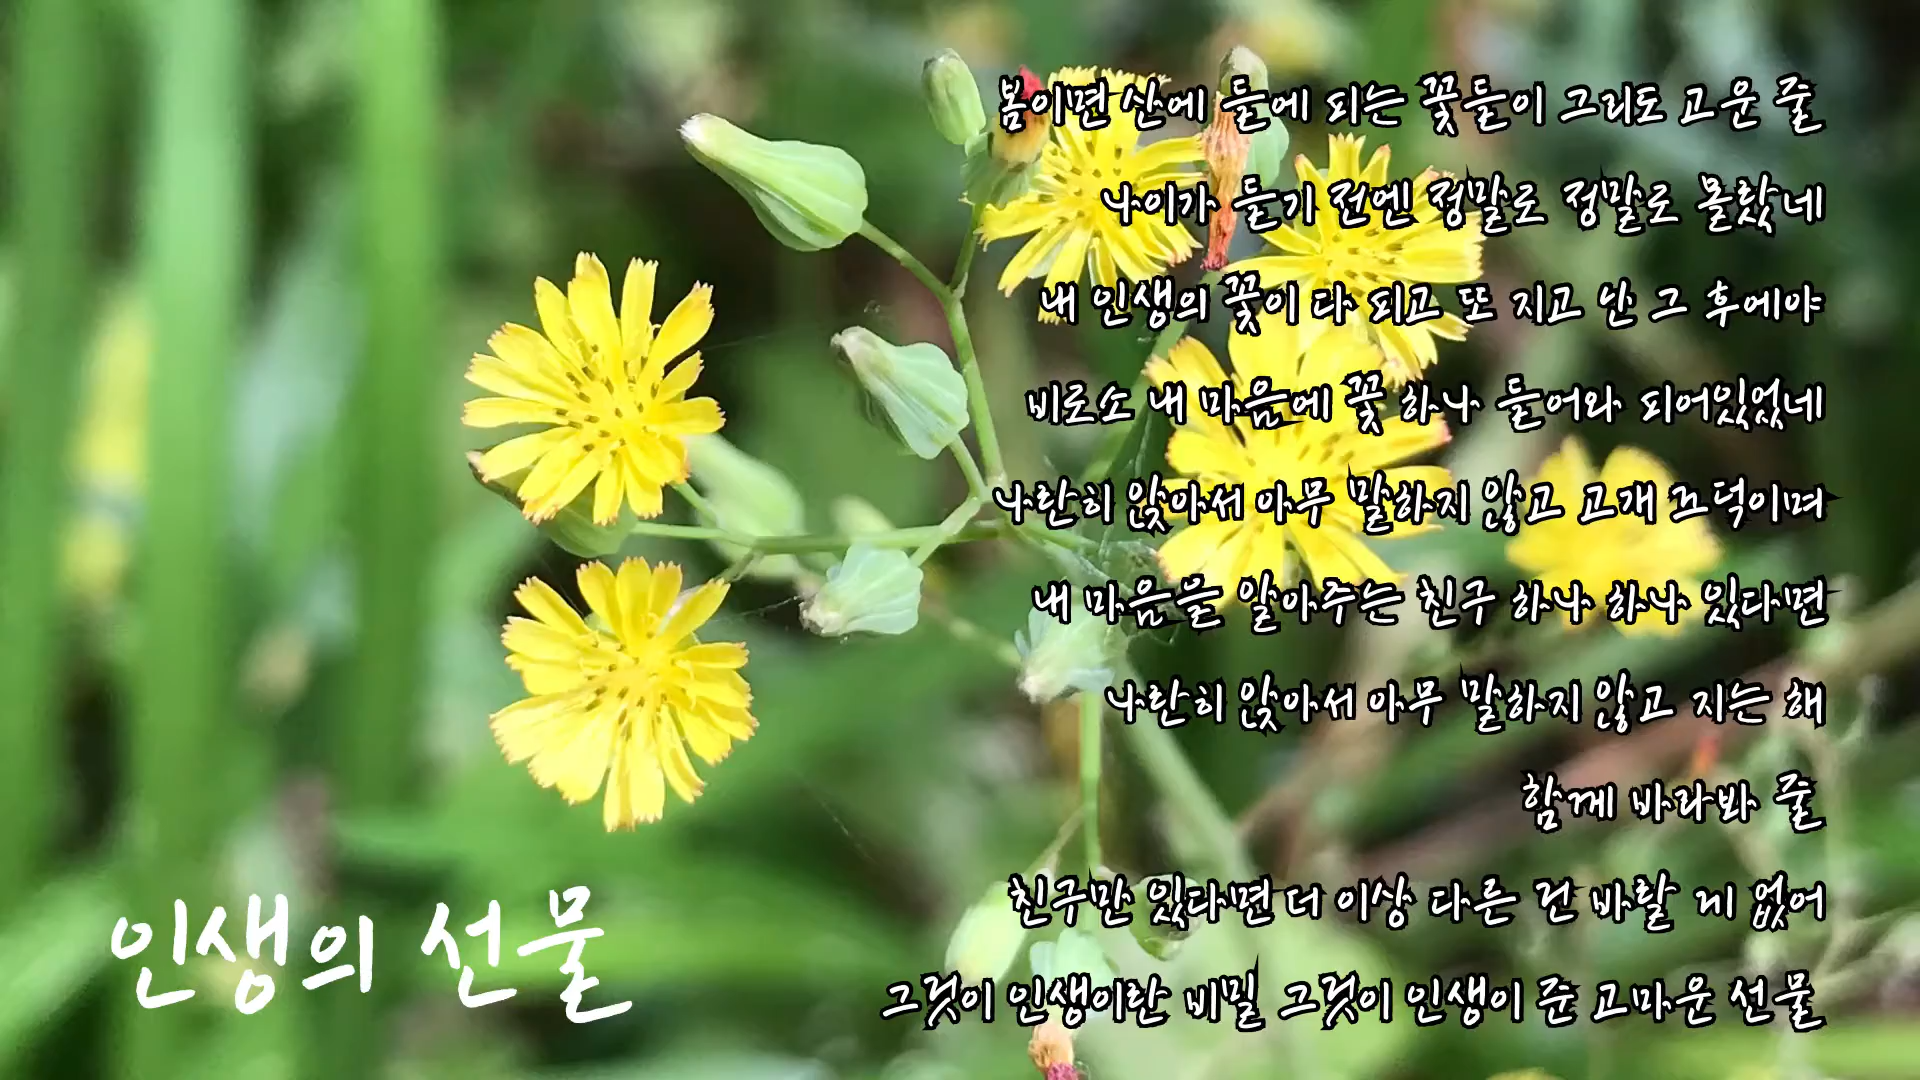 봄이면 산에 들에 피는 꽃들이 그리도 고운 줄
나이가 들기 전엔 정말로 정말로 몰랐네
내 인생의 꽃이 다 피고 또 지고 난 그 후에야
비로소 내 마음에 꽃 하나 들어와 피어있었네
나란히 앉아서 아무 말하지 않고 고개 끄덕이며
내 마음을 알아주는 친구 하나 하나 있다면
나란히 앉아서 아무 말하지 않고 지는 해
함께 바라봐 줄
친구만 있다면 더 이상 다른 건 바랄 게 없어
그것이 인생이란 비밀 그것이 인생이 준 고마운 선물
인생의 선물